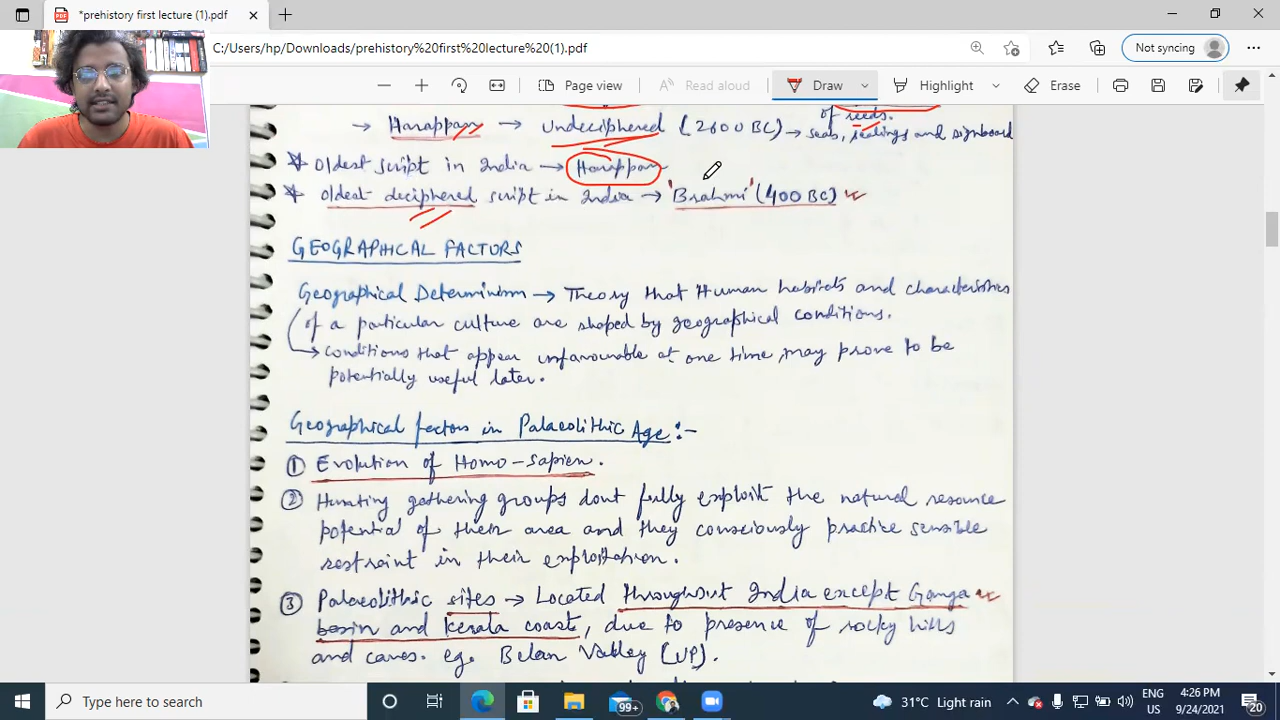 *prehistory first lecture (1).pdf
C:/Users/hp/Downloads/prehistory%20first%20lecture%20(1).pdf
Not syncing
Page view
Read aloud
Draw
Highlight
Erase
of reeds.
→ Harappan → Undeciphered (2600 BC) → seals, sealings and signboard
* Oldest script in India → Harappan
* Oldest deciphered script in India → 'Brahmi' (400 BC)
GEOGRAPHICAL FACTORS
Geographical Determinism → Theory that Human habits and characteristics
of a particular culture are shaped by geographical conditions.
→ conditions that appear unfavourable at one time, may prove to be
potentially useful later.
Geographical factors in Palaeolithic Age :-
① Evolution of Homo-sapien.
② Hunting gathering groups dont fully exploit the natural resource
potential of their area and they consciously practice sensible
restraint in their exploitation.
③ Palaeolithic sites → Located throughout India except Ganga
basin and Kerala coast, due to presence of rocky hills
and caves. eg. Belan Valley (UP).
Type here to search
99+
31°C Light rain
ENG
US
4:26 PM
9/24/2021
20